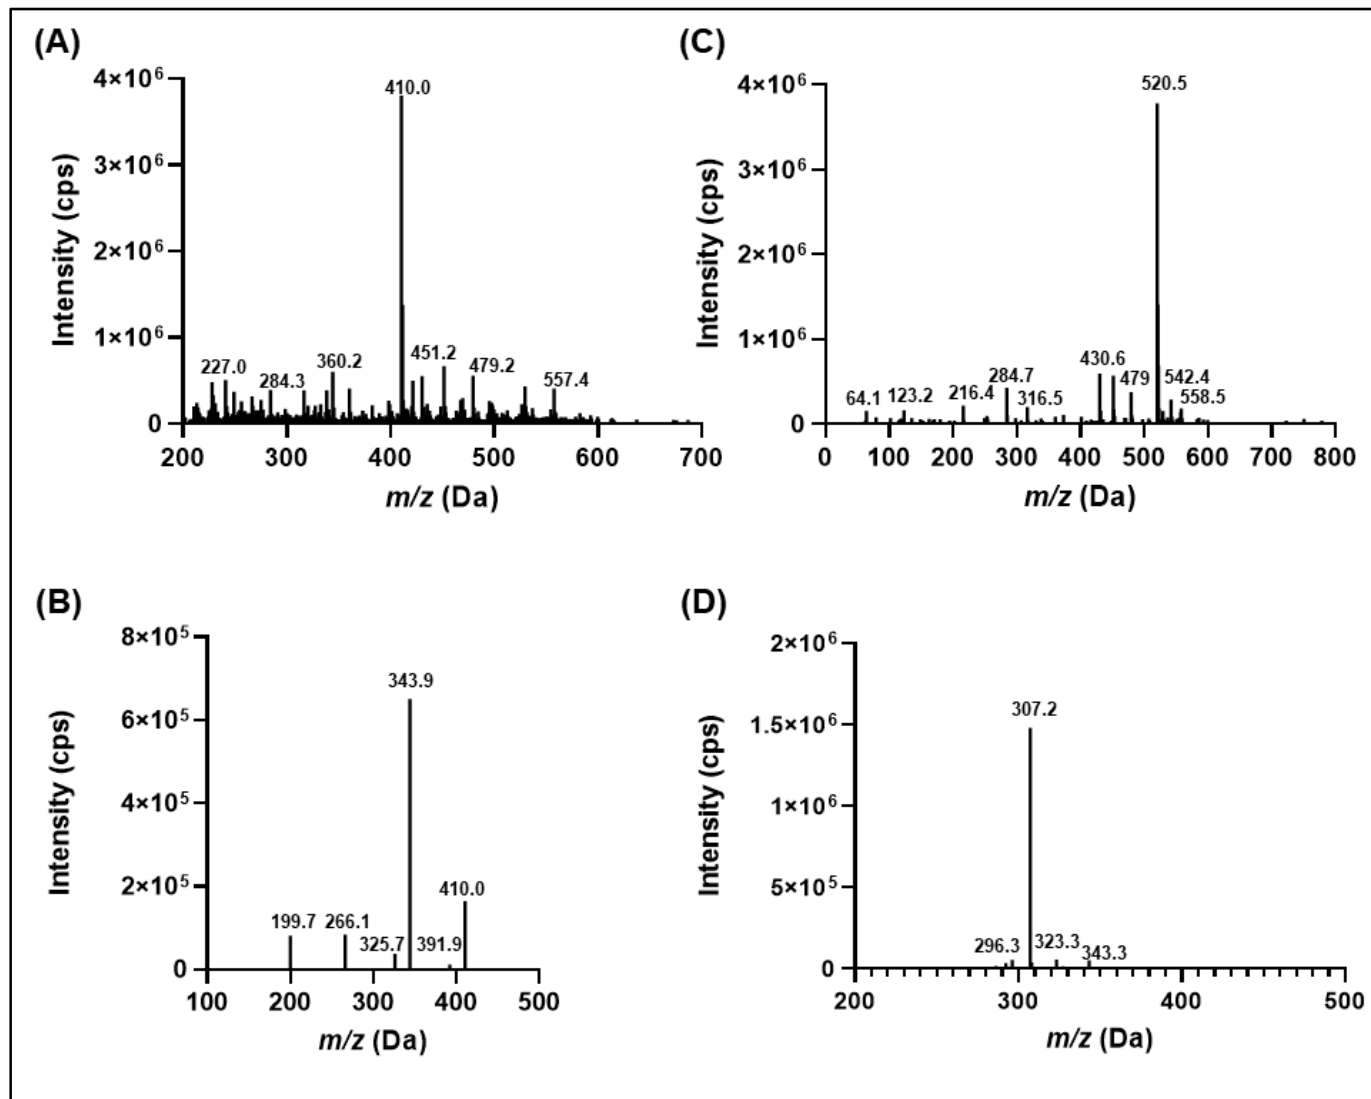 (A)
4×10⁶
3×10⁶
2×10⁶
1×10⁶
0
Intensity (cps)
410.0
227.0
284.3
360.2
451.2
479.2
557.4
200 300 400 500 600 700
m/z (Da)
(C)
4×10⁶
3×10⁶
2×10⁶
1×10⁶
0
Intensity (cps)
520.5
64.1
123.2
216.4
284.7
316.5
430.6
479
542.4
558.5
0 100 200 300 400 500 600 700 800
m/z (Da)
(B)
8×10⁵
6×10⁵
4×10⁵
2×10⁵
0
Intensity (cps)
343.9
199.7
266.1
325.7
391.9
410.0
100 200 300 400 500
m/z (Da)
(D)
2×10⁶
1.5×10⁶
1×10⁶
5×10⁵
0
Intensity (cps)
307.2
296.3
323.3
343.3
200 300 400 500
m/z (Da)